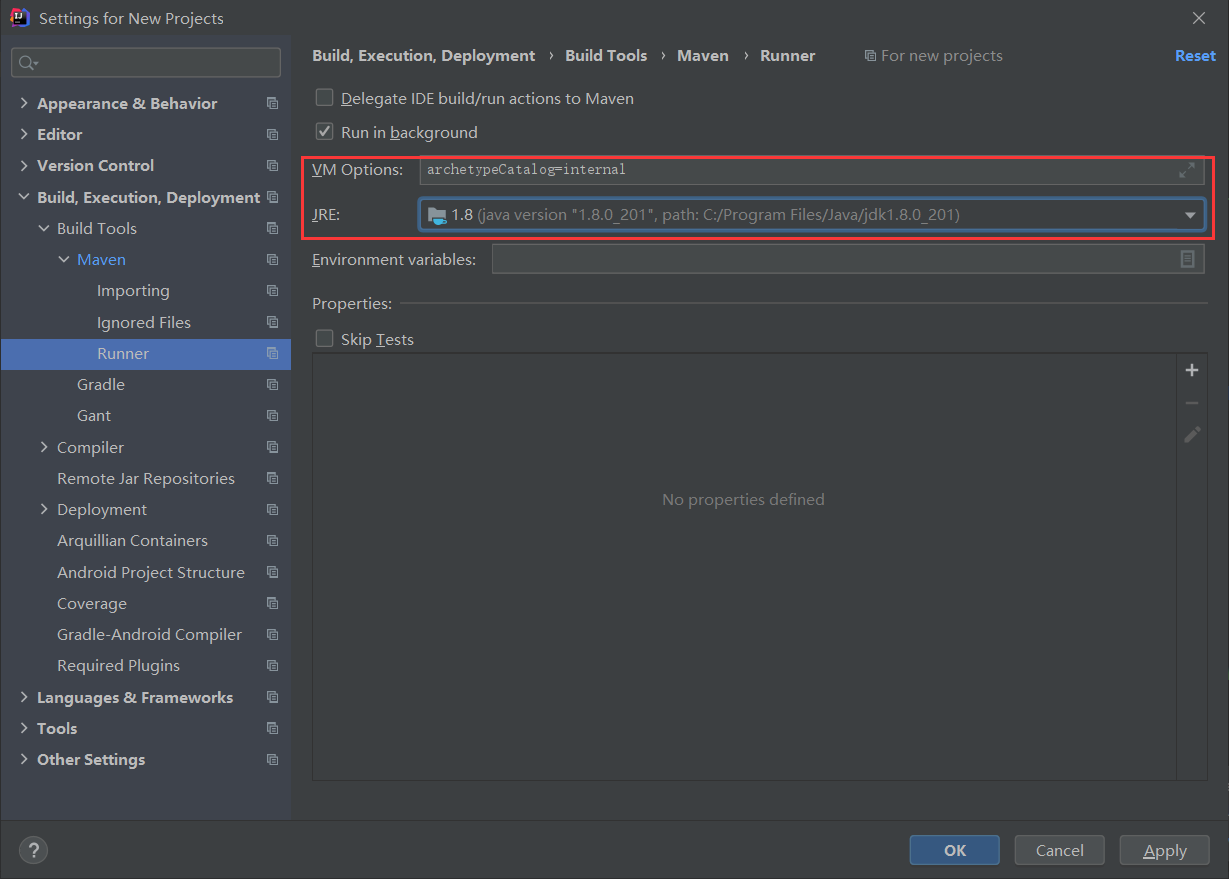 Settings for New Projects
Build, Execution, Deployment › Build Tools › Maven › Runner For new projects Reset
Appearance & Behavior
Editor
Version Control
Build, Execution, Deployment
Build Tools
Maven
Importing
Ignored Files
Runner
Gradle
Gant
Compiler
Remote Jar Repositories
Deployment
Arquillian Containers
Android Project Structure
Coverage
Gradle-Android Compiler
Required Plugins
Languages & Frameworks
Tools
Other Settings
Delegate IDE build/run actions to Maven
Run in background
VM Options: archetypeCatalog=internal
JRE: 1.8 (java version "1.8.0_201", path: C:/Program Files/Java/jdk1.8.0_201)
Environment variables:
Properties:
Skip Tests
No properties defined
? OK Cancel Apply